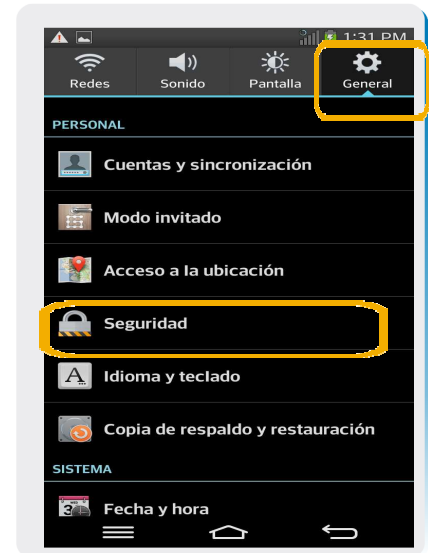 1:31 PM
Redes Sonido Pantalla General
PERSONAL
Cuentas y sincronización
Modo invitado
Acceso a la ubicación
Seguridad
A Idioma y teclado
Copia de respaldo y restauración
SISTEMA
Fecha y hora